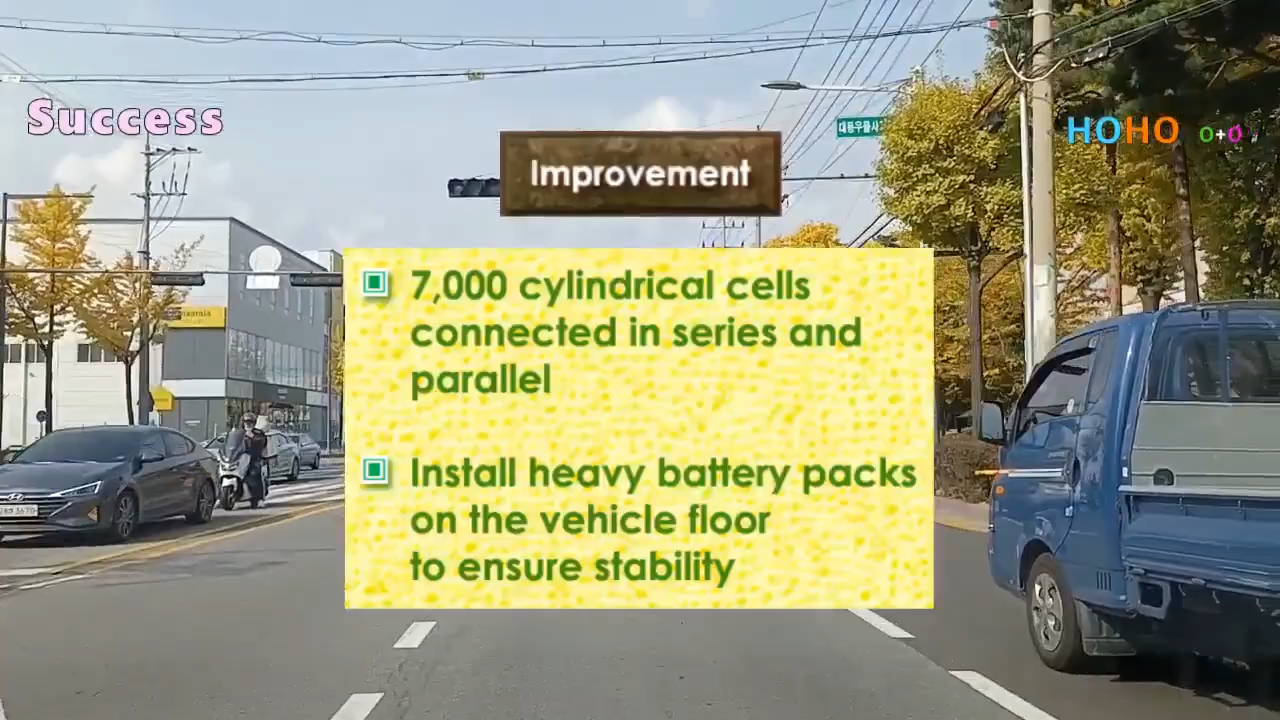 Success
HOHO O+O
Improvement
7,000 cylindrical cells
connected in series and
parallel
Install heavy battery packs
on the vehicle floor
to ensure stability